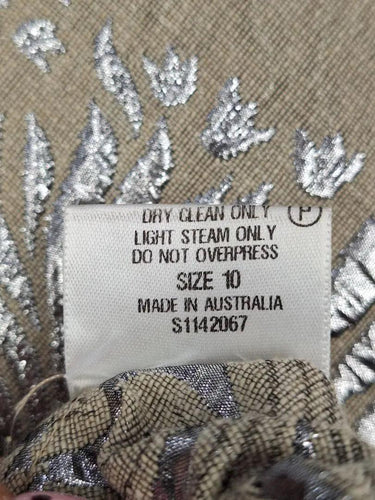 DRY CLEAN ONLY P
LIGHT STEAM ONLY
DO NOT OVERPRESS
SIZE 10
MADE IN AUSTRALIA
S1142067